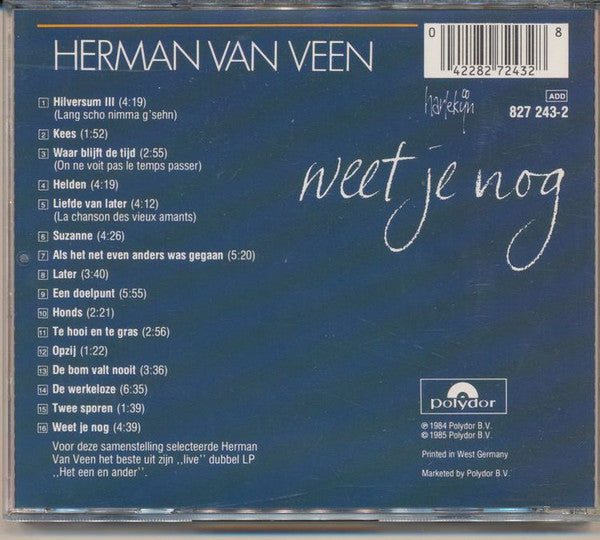 HERMAN VAN VEEN
0 8
42282 72432
harlekijn
ADD
827 243-2
weet je nog
1 Hilversum III (4:19)
(Lang scho nimma g'sehn)
2 Kees (1:52)
3 Waar blijft de tijd (2:55)
(On ne voit pas le temps passer)
4 Helden (4:19)
5 Liefde van later (4:12)
(La chanson des vieux amants)
6 Suzanne (4:26)
7 Als het net even anders was gegaan (5:20)
8 Later (3:40)
9 Een doelpunt (5:55)
10 Honds (2:21)
11 Te hooi en te gras (2:56)
12 Opzij (1:22)
13 De bom valt nooit (3:36)
14 De werkeloze (6:35)
15 Twee sporen (1:39)
16 Weet je nog (4:39)
Voor deze samenstelling selecteerde Herman
Van Veen het beste uit zijn ,,live'' dubbel LP
,,Het een en ander''.
polydor
℗ 1984 Polydor B.V.
© 1985 Polydor B.V.
Printed in West Germany
Marketed by Polydor B.V.